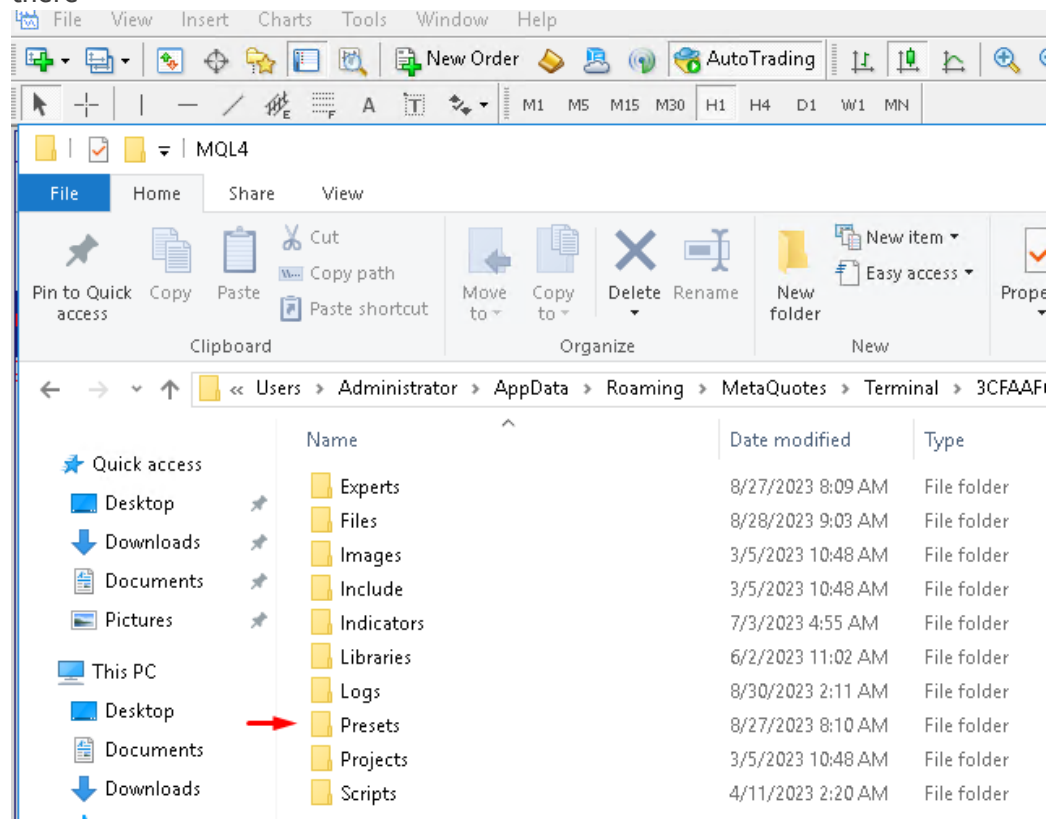 there
File View Insert Charts Tools Window Help
New Order AutoTrading
E F A T M1 M5 M15 M30 H1 H4 D1 W1 MN
MQL4
File Home Share View
Pin to Quick access
Copy
Paste
Cut
Copy path
Paste shortcut
Move to
Copy to
Delete
Rename
New folder
New item
Easy access
Prope
Clipboard Organize New
« Users > Administrator > AppData > Roaming > MetaQuotes > Terminal > 3CFAAF
Name Date modified Type
Quick access
Desktop
Downloads
Documents
Pictures
This PC
Desktop
Documents
Downloads
Experts 8/27/2023 8:09 AM File folder
Files 8/28/2023 9:03 AM File folder
Images 3/5/2023 10:48 AM File folder
Include 3/5/2023 10:48 AM File folder
Indicators 7/3/2023 4:55 AM File folder
Libraries 6/2/2023 11:02 AM File folder
Logs 8/30/2023 2:11 AM File folder
Presets 8/27/2023 8:10 AM File folder
Projects 3/5/2023 10:48 AM File folder
Scripts 4/11/2023 2:20 AM File folder